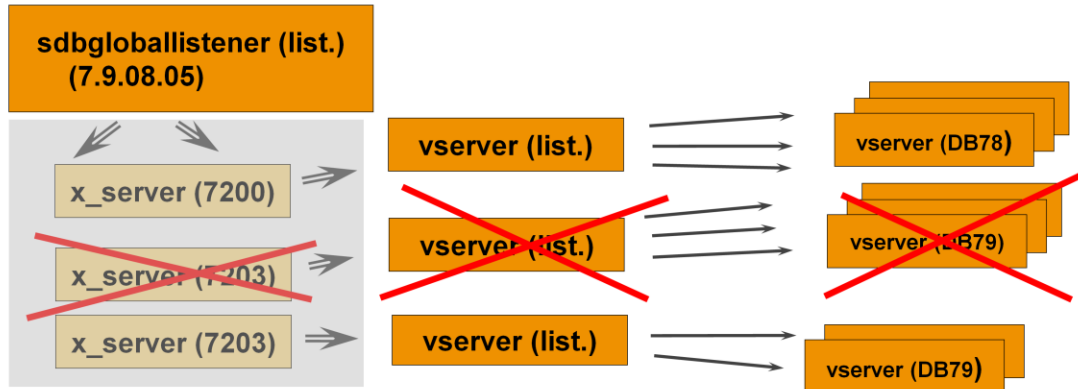 sdbgloballistener (list.)
(7.9.08.05)
vserver (list.)
vserver (DB78)
x_server (7200)
vserver (list.)
vserver (DB79)
x_server (7203)
x_server (7203)
vserver (list.)
vserver (DB79)